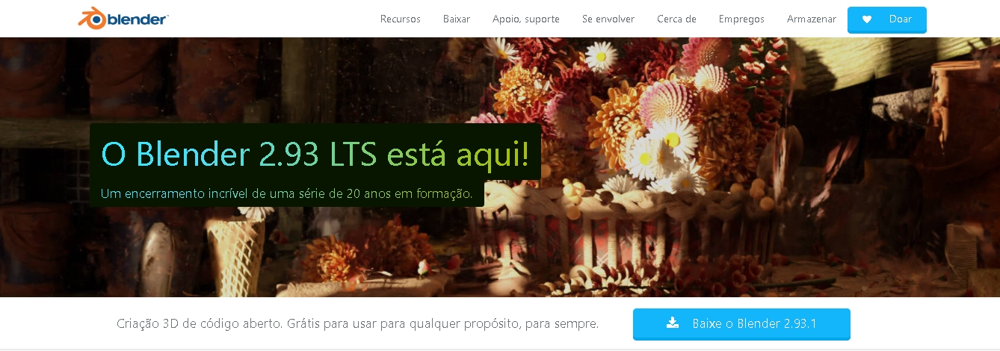 blender™
Recursos Baixar Apoio, suporte Se envolver Cerca de Empregos Armazenar Doar
O Blender 2.93 LTS está aqui!
Um encerramento incrível de uma série de 20 anos em formação.
Criação 3D de código aberto. Grátis para usar para qualquer propósito, para sempre.
Baixe o Blender 2.93.1